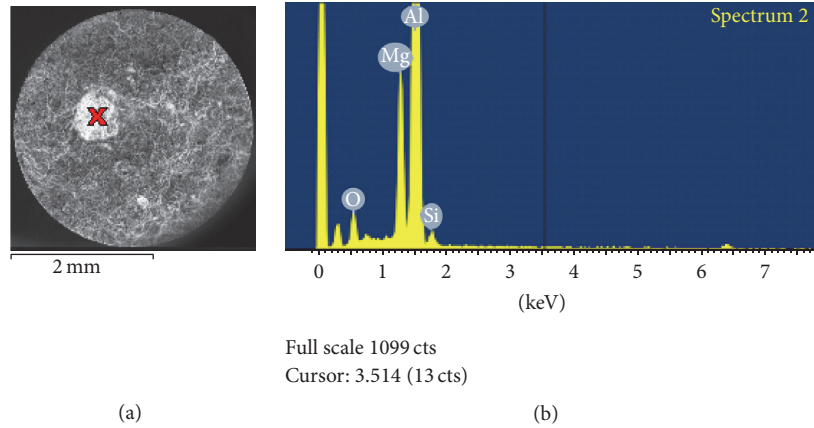 Spectrum 2
Al
Mg
O
Si
2 mm
0 1 2 3 4 5 6 7
(keV)
Full scale 1099 cts
Cursor: 3.514 (13 cts)
(a)
(b)